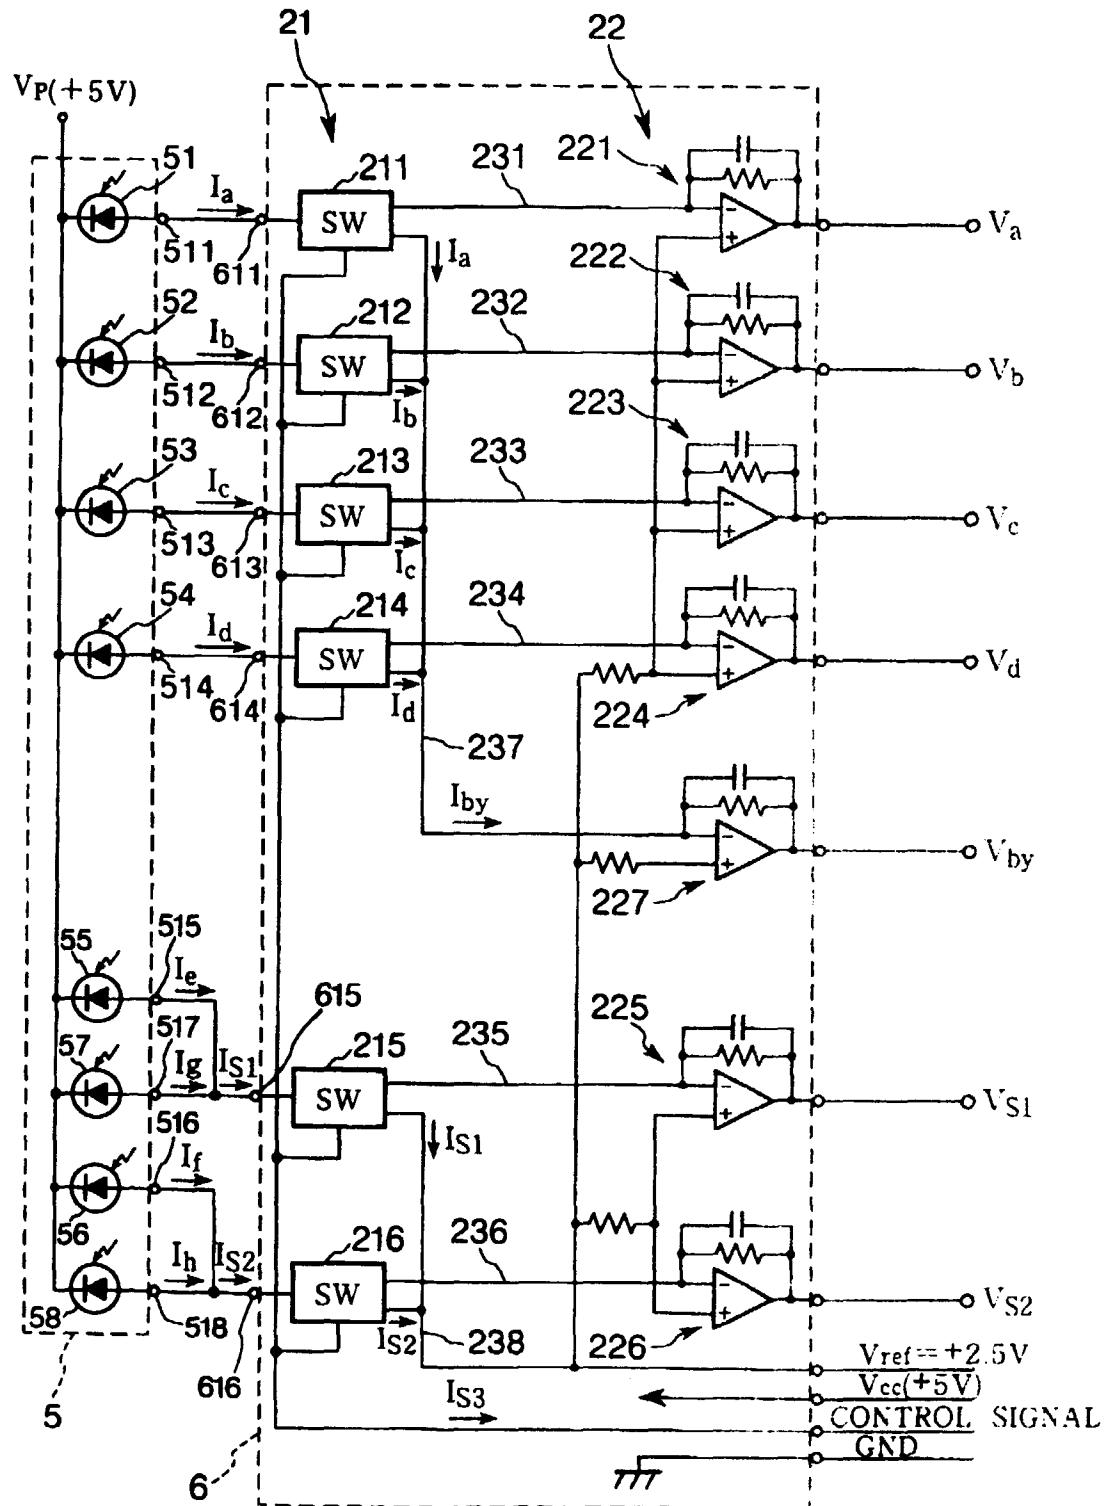 21
22
VP(+5V)
51
Ia
211
SW
231
221
−
+
Va
511
611
Ia
52
Ib
212
SW
232
222
−
+
Vb
512
612
Ib
53
Ic
213
SW
233
223
−
+
Vc
513
613
Ic
54
Id
214
SW
234
−
+
Vd
514
614
Id
224
237
Iby
−
+
Vby
227
55
515
Ie
615
225
57
517
Ig
IS1
215
SW
235
−
+
VS1
516
If
IS1
56
Ih
IS2
216
SW
236
−
+
VS2
58
518
616
IS2
238
226
Vref=+2.5V
Vcc(+5V)
5
IS3
CONTROL SIGNAL
GND
6